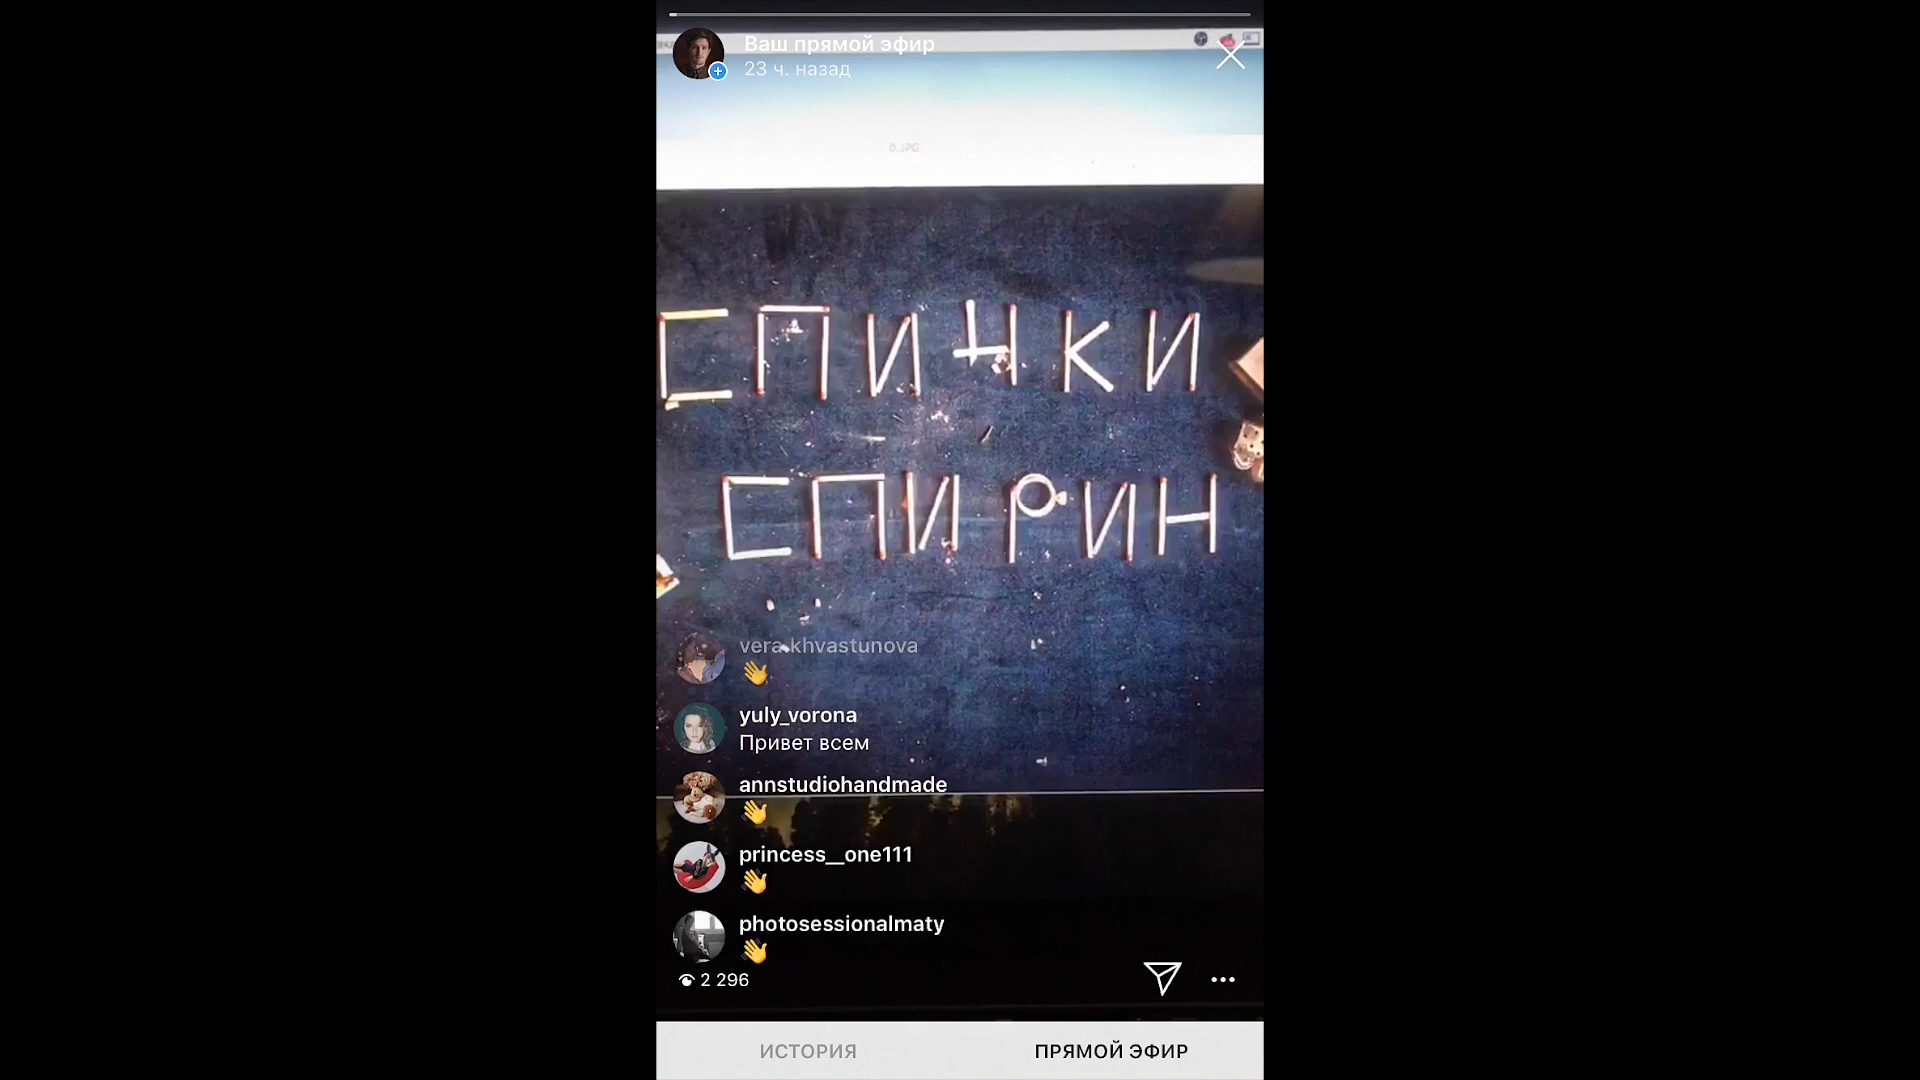 Ваш прямой эфир
23 ч. назад
0.JPG
СПИЧКИ
СПИРИН
vera.khvastunova
👋
yuly_vorona
Привет всем
annstudiohandmade
👋
princess__one111
👋
photosessionalmaty
👋
2 296
ИСТОРИЯ
ПРЯМОЙ ЭФИР